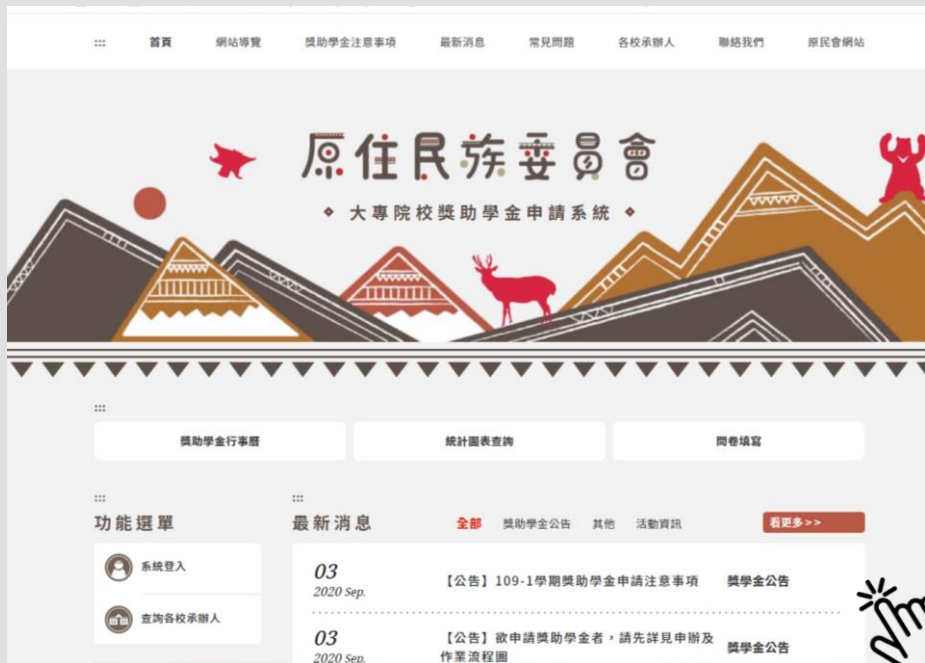 首頁 網站導覽 獎助學金注意事項 最新消息 常見問題 各校承辦人 聯絡我們 原民會網站
原住民族委員會
大專院校獎助學金申請系統
獎助學金行事曆 統計圖表查詢 問卷填寫
功能選單
系統登入
查詢各校承辦人
最新消息 全部 獎助學金公告 其他 活動資訊 看更多>>
03
2020 Sep.
【公告】109-1學期獎助學金申請注意事項 獎學金公告
03
2020 Sep.
【公告】欲申請獎助學金者，請先詳見申辦及
作業流程圖
獎學金公告